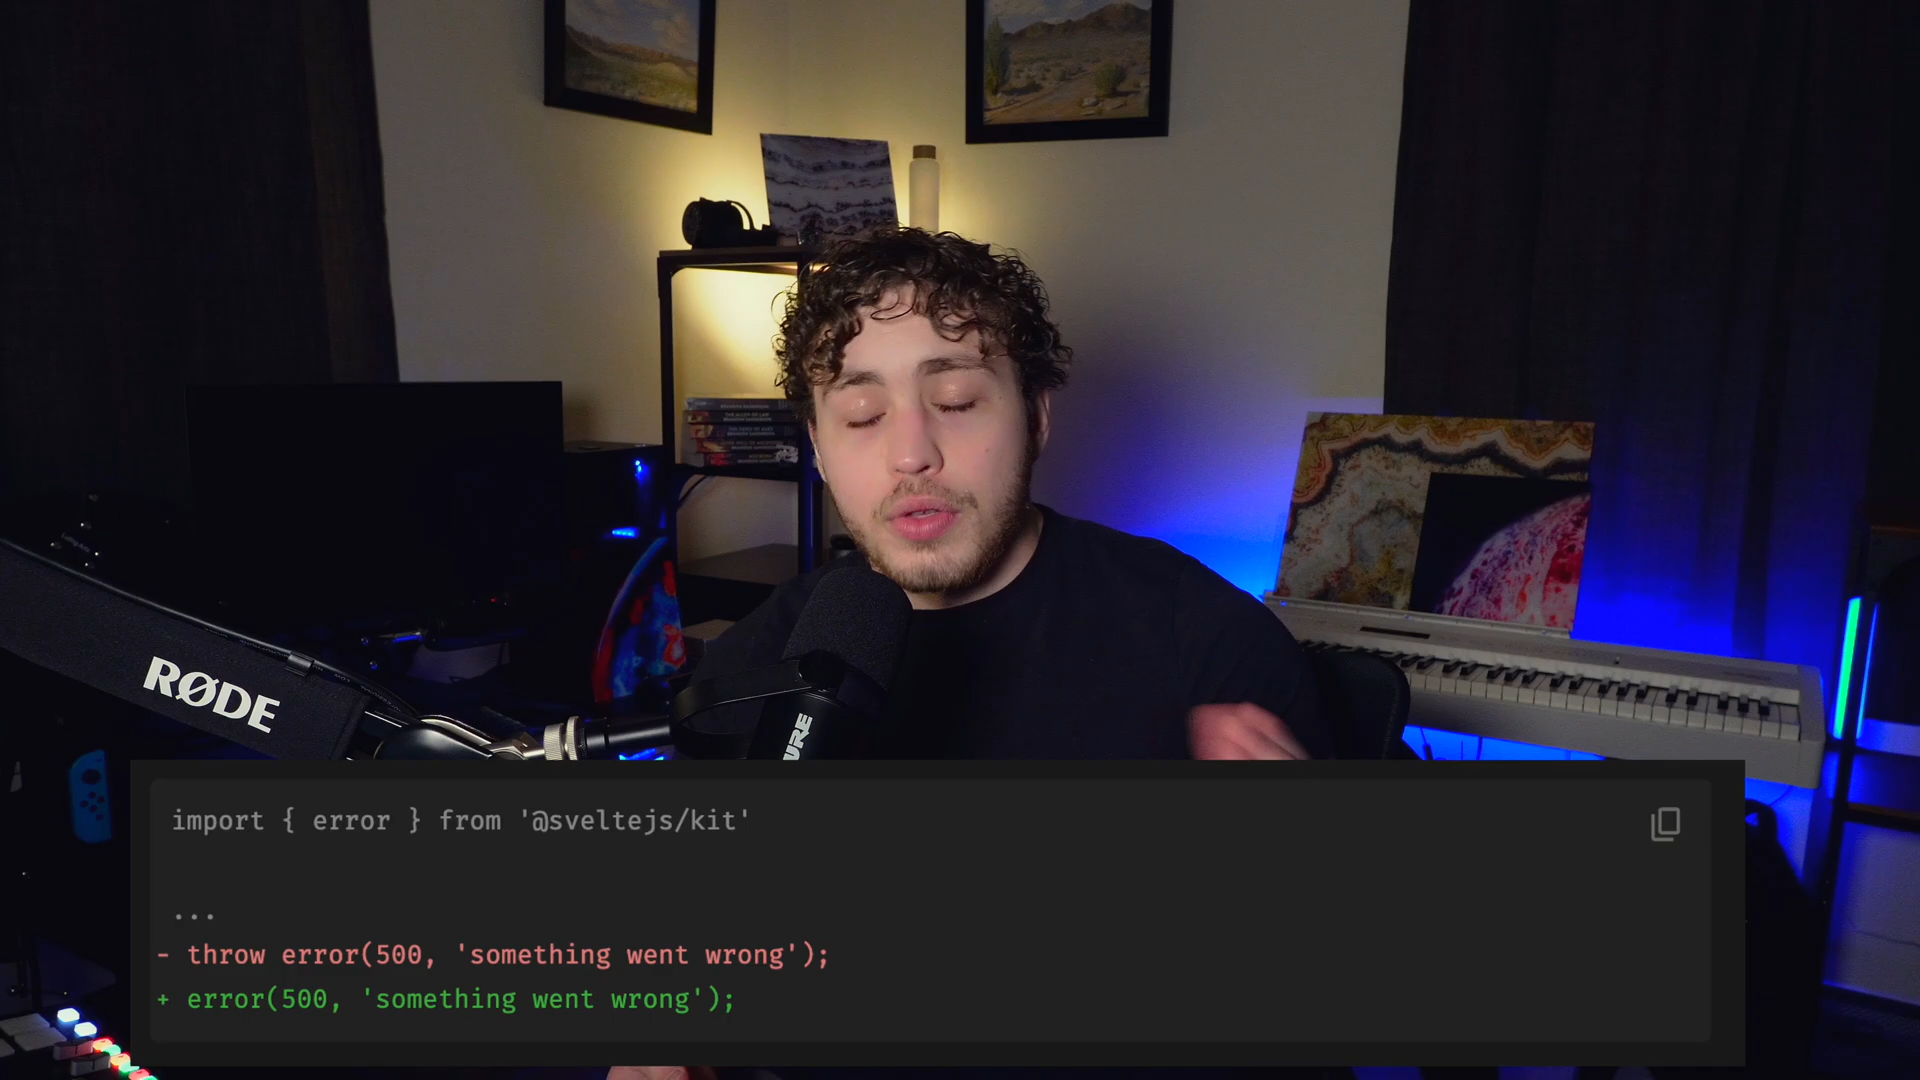 RØDE
import { error } from '@sveltejs/kit'
...
- throw error(500, 'something went wrong');
+ error(500, 'something went wrong');